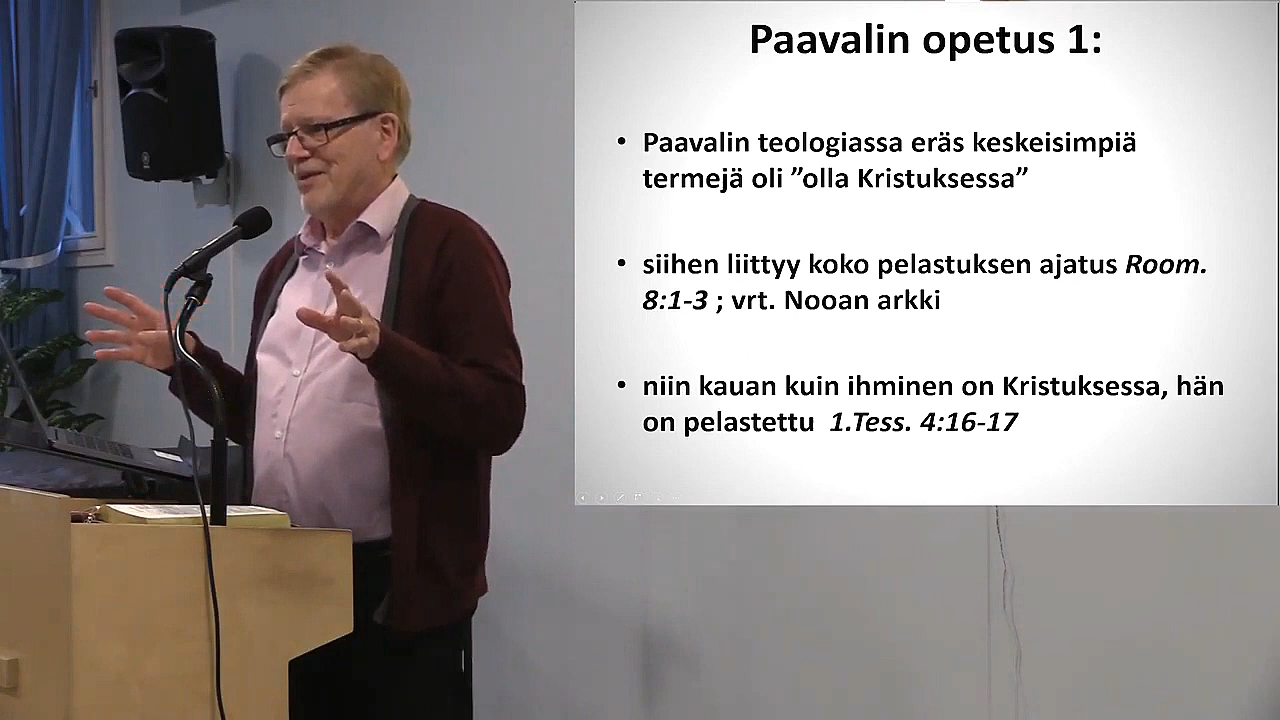 Paavalin opetus 1:
• Paavalin teologiassa eräs keskeisimpiä
termejä oli ”olla Kristuksessa”
• siihen liittyy koko pelastuksen ajatus Room.
8:1-3 ; vrt. Nooan arkki
• niin kauan kuin ihminen on Kristuksessa, hän
on pelastettu 1.Tess. 4:16-17